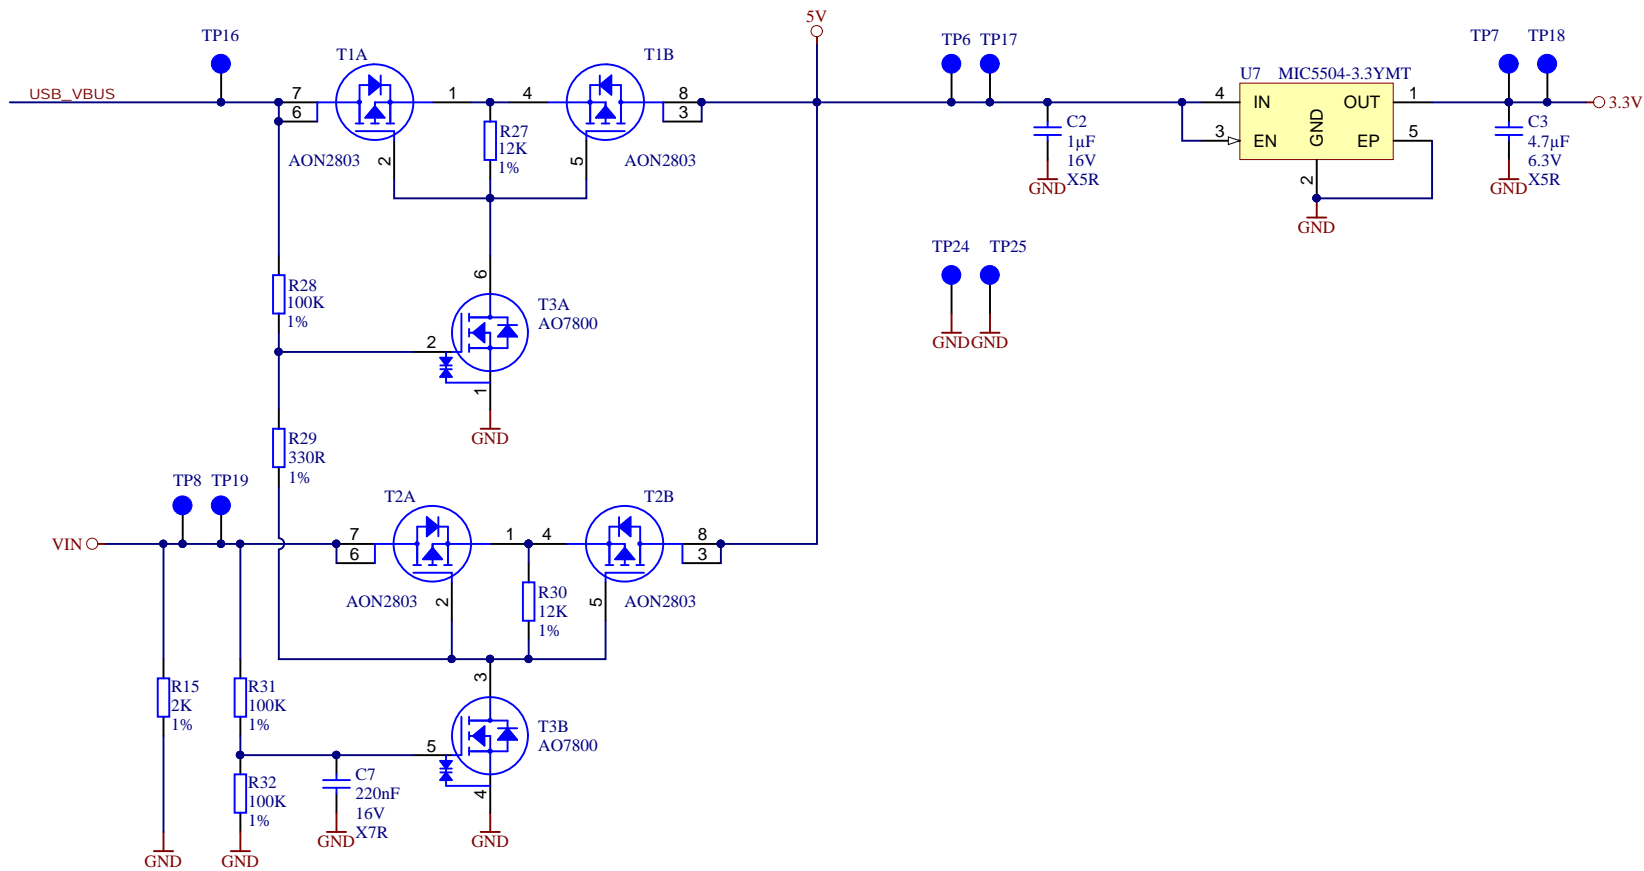 5V
TP16
T1A
T1B
TP6 TP17
TP7 TP18
U7 MIC5504-3.3YMT
USB_VBUS
7
6
1
4
8
3
4 IN
OUT 1
3.3V
3 EN
GND
EP 5
2
GND
R27
12K
1%
AON2803
2
5
AON2803
C2
1µF
16V
X5R
GND
C3
4.7µF
6.3V
X5R
GND
TP24 TP25
GND GND
R28
100K
1%
6
T3A
AO7800
2
1
GND
R29
330R
1%
TP8 TP19
T2A
T2B
VIN
7
6
1
4
8
3
AON2803
2
R30
12K
1%
5
AON2803
R15
2K
1%
R31
100K
1%
3
T3B
AO7800
5
4
R32
100K
1%
C7
220nF
16V
X7R
GND
GND
GND
GND